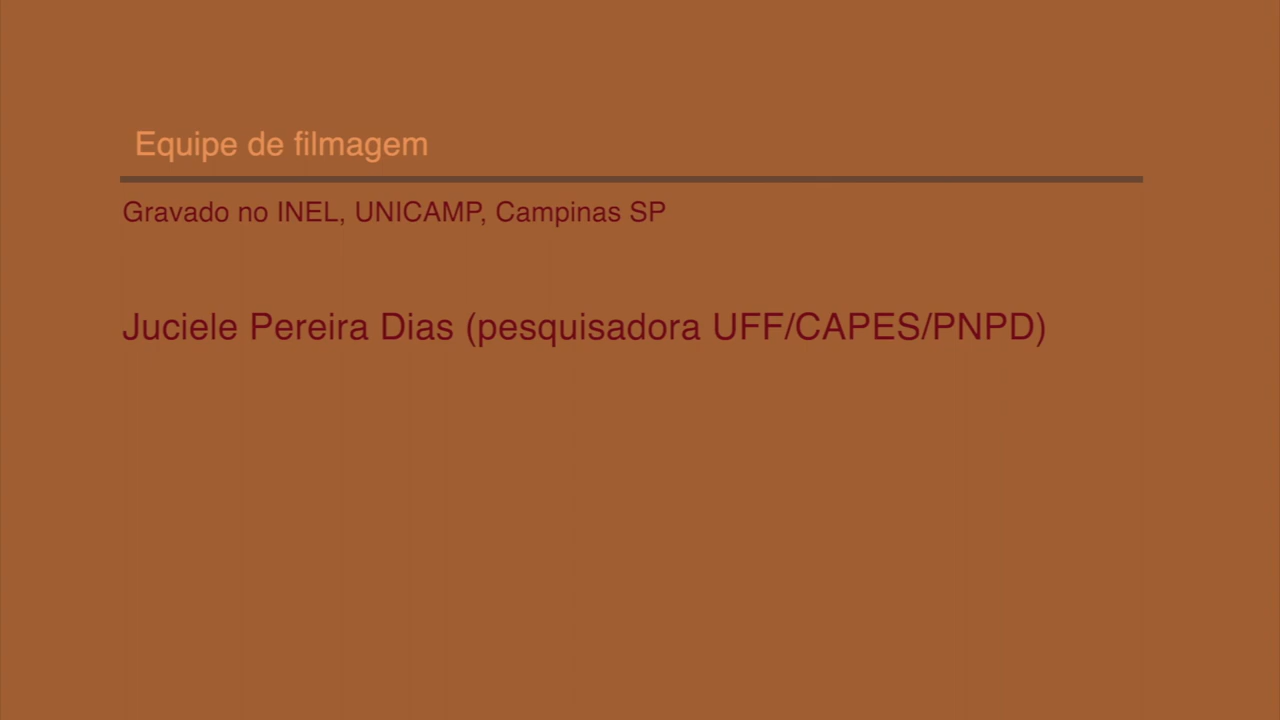 Equipe de filmagem
Gravado no INEL, UNICAMP, Campinas SP
Juciele Pereira Dias (pesquisadora UFF/CAPES/PNPD)